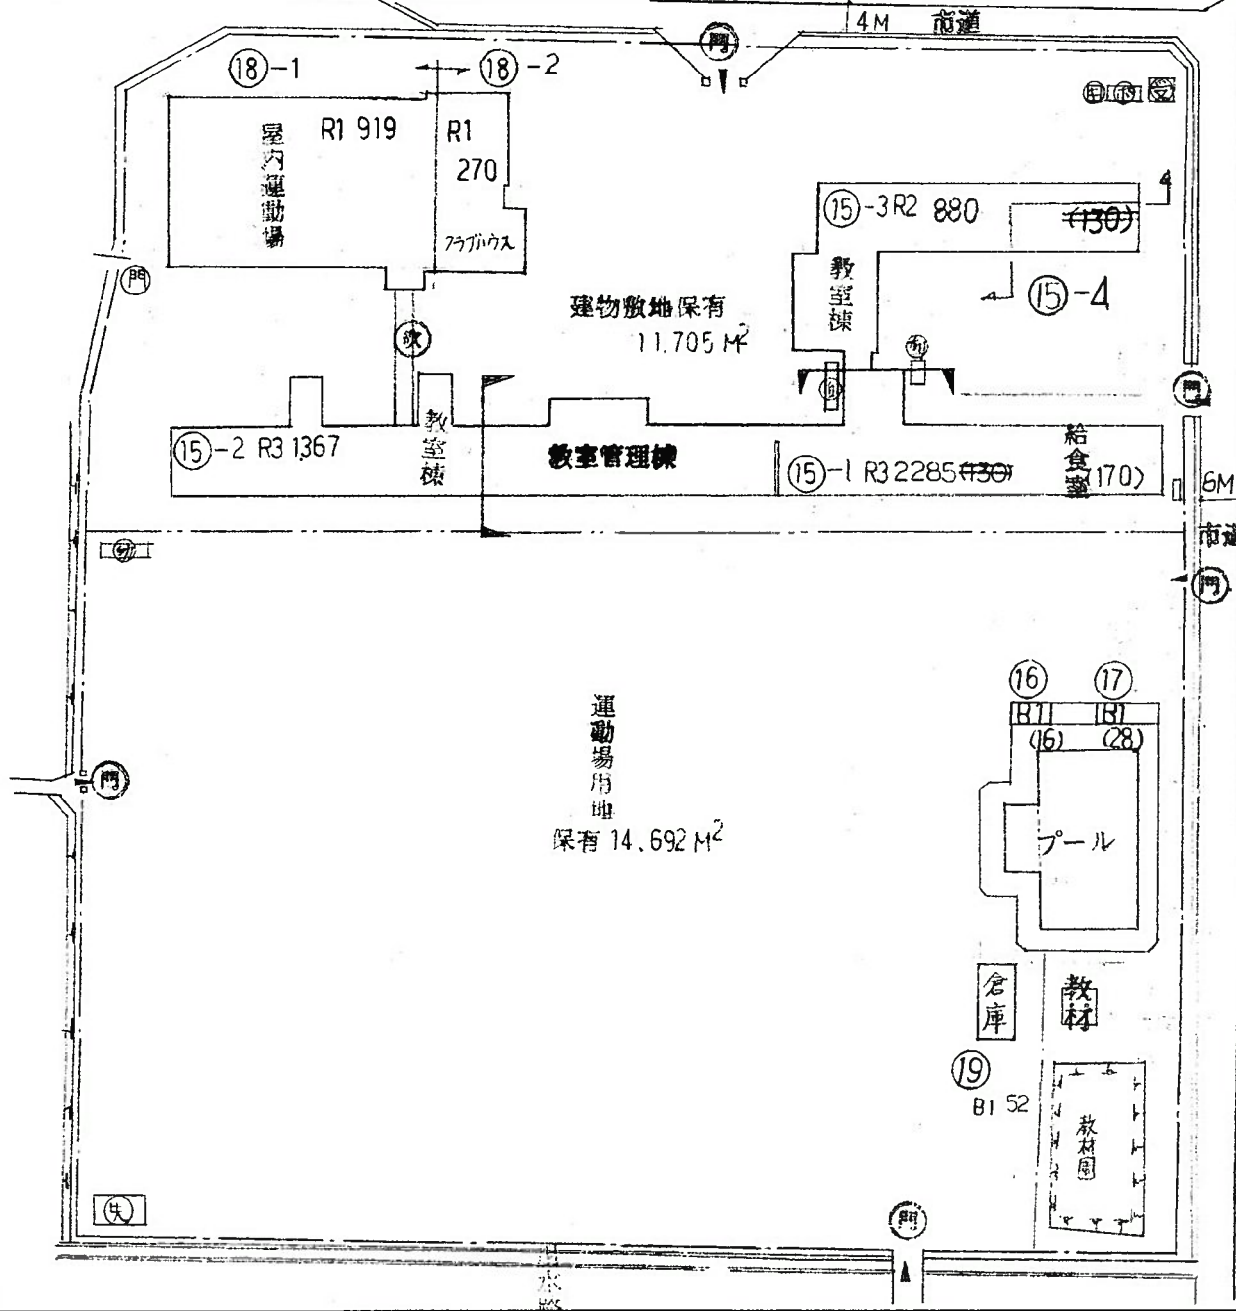 4M 市道
門
⑱-1
⑱-2
受
屋内運動場
R1 919
R1
270
クラブハウス
⑮-3 R2 880
(130)
教室棟
⑮-4
門
建物敷地保有
11,705 M²
門
⑮-2 R3 1,367
教室棟
教室管理棟
⑮-1 R3 2285 (130)
給食室
(170)
6M
市道
門
運動場用地
保有 14,692 M²
⑯
⑰
B1
B1
(16)
(28)
プール
門
倉庫
教材
⑲
B1 52
教材園
門
水路